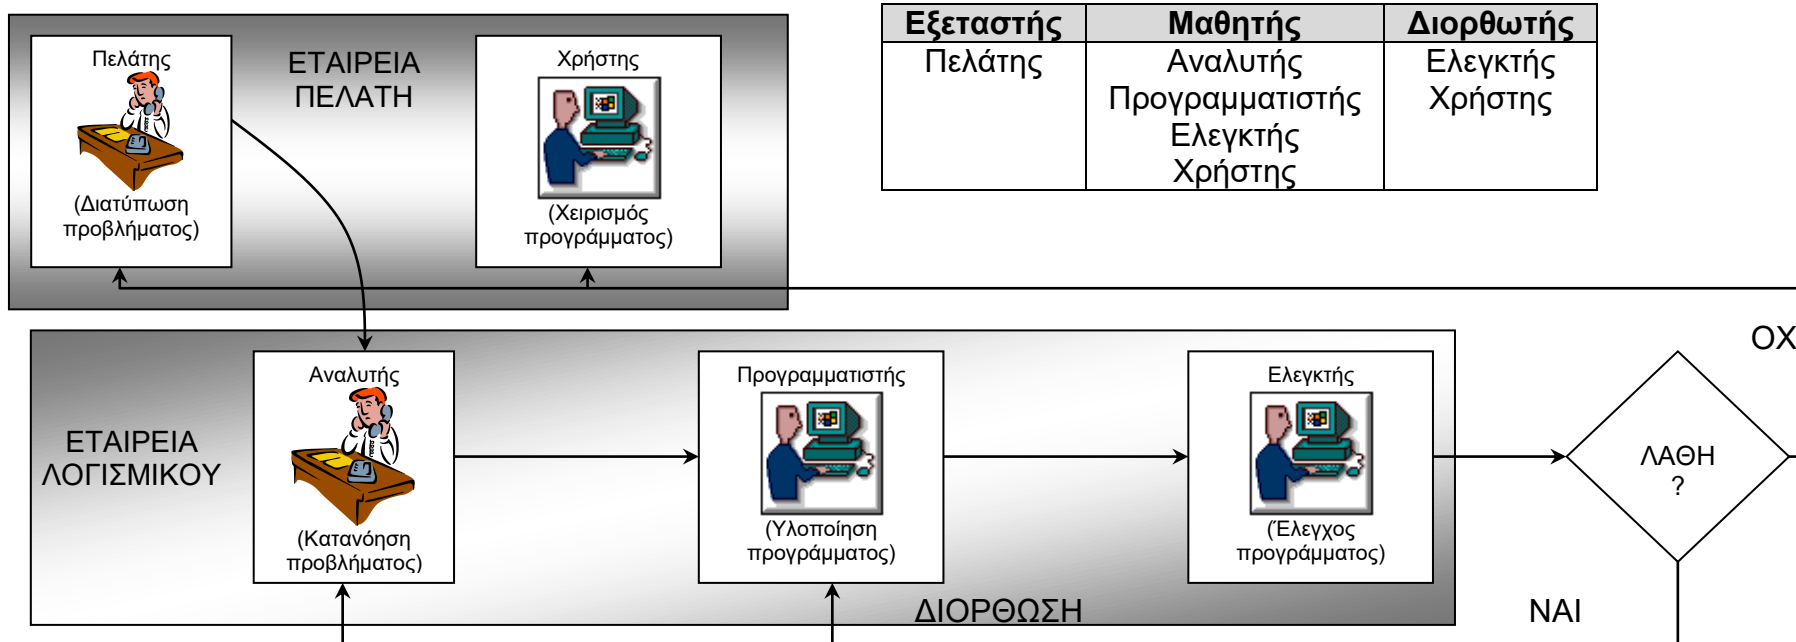 Πελάτης
(Διατύπωση
προβλήματος)
ΕΤΑΙΡΕΙΑ
ΠΕΛΑΤΗ
Χρήστης
(Χειρισμός
προγράμματος)
Εξεταστής Μαθητής Διορθωτής
Πελάτης Αναλυτής Ελεγκτής
Προγραμματιστής Χρήστης
Ελεγκτής
Χρήστης
ΕΤΑΙΡΕΙΑ
ΛΟΓΙΣΜΙΚΟΥ
Αναλυτής
(Κατανόηση
προβλήματος)
Προγραμματιστής
(Υλοποίηση
προγράμματος)
Ελεγκτής
(Έλεγχος
προγράμματος)
ΛΑΘΗ
?
ΟΧ
ΔΙΟΡΘΩΣΗ
ΝΑΙ